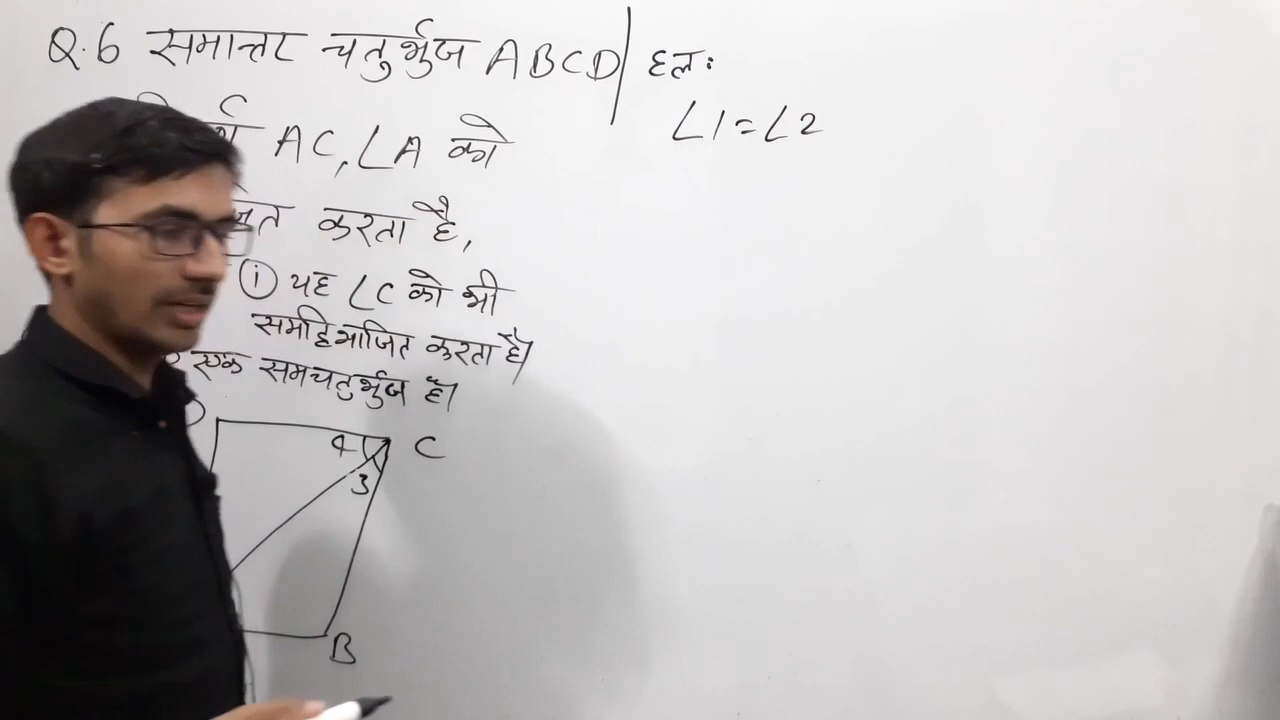 Q.6 समान्तर चतुर्भुज ABCD
AC, ∠A को
करता है,
(i) यह ∠C को भी
समद्विभाजित करता है।
एक समचतुर्भुज है।
4
C
3
B
हल:
∠1=∠2